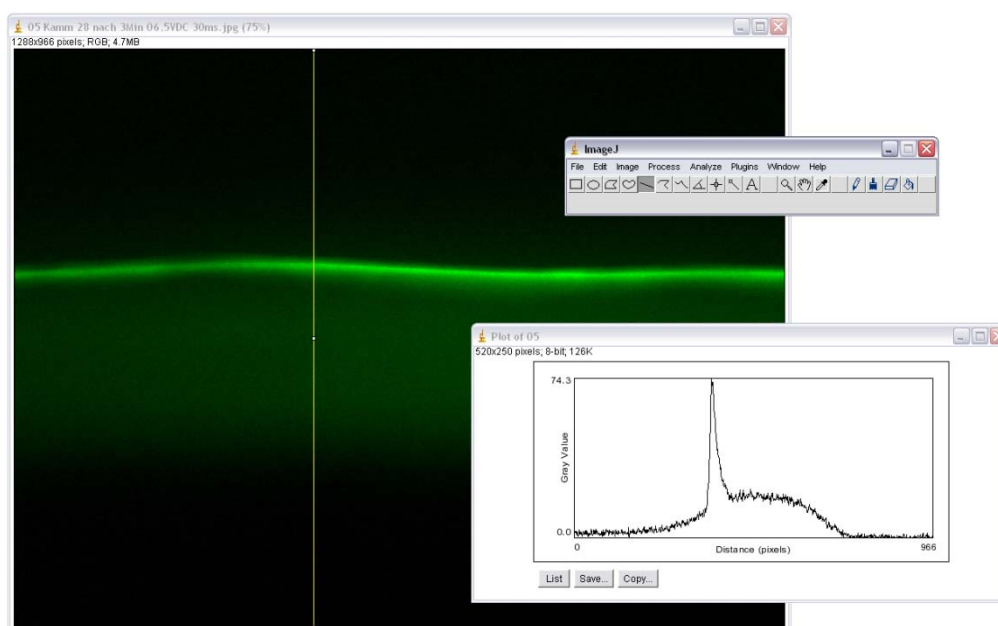 05 Kamm 28 nach 3Min 06,5VDC 30ms.jpg (75%)
1288x966 pixels; RGB; 4.7MB
ImageJ
File Edit Image Process Analyze Plugins Window Help
A
Plot of 05
520x250 pixels; 8-bit; 126K
74.3
Gray Value
0.0
0
Distance (pixels)
966
List Save... Copy...